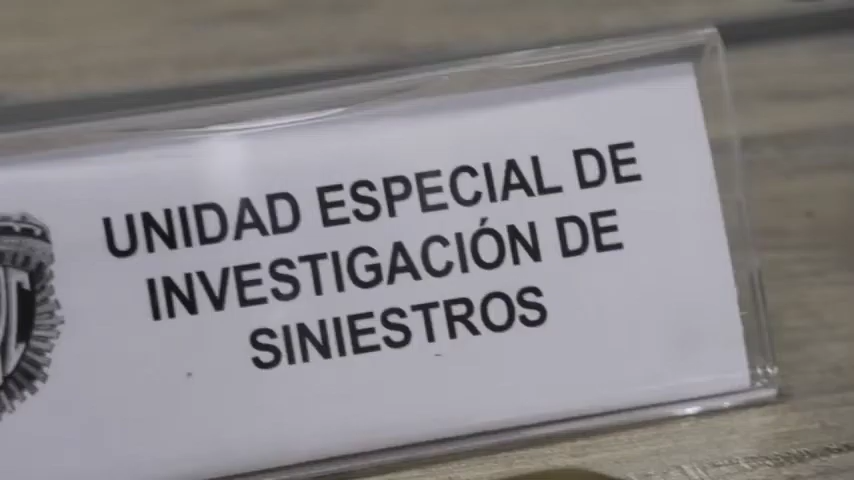 UNIDAD ESPECIAL DE
INVESTIGACIÓN DE
SINIESTROS